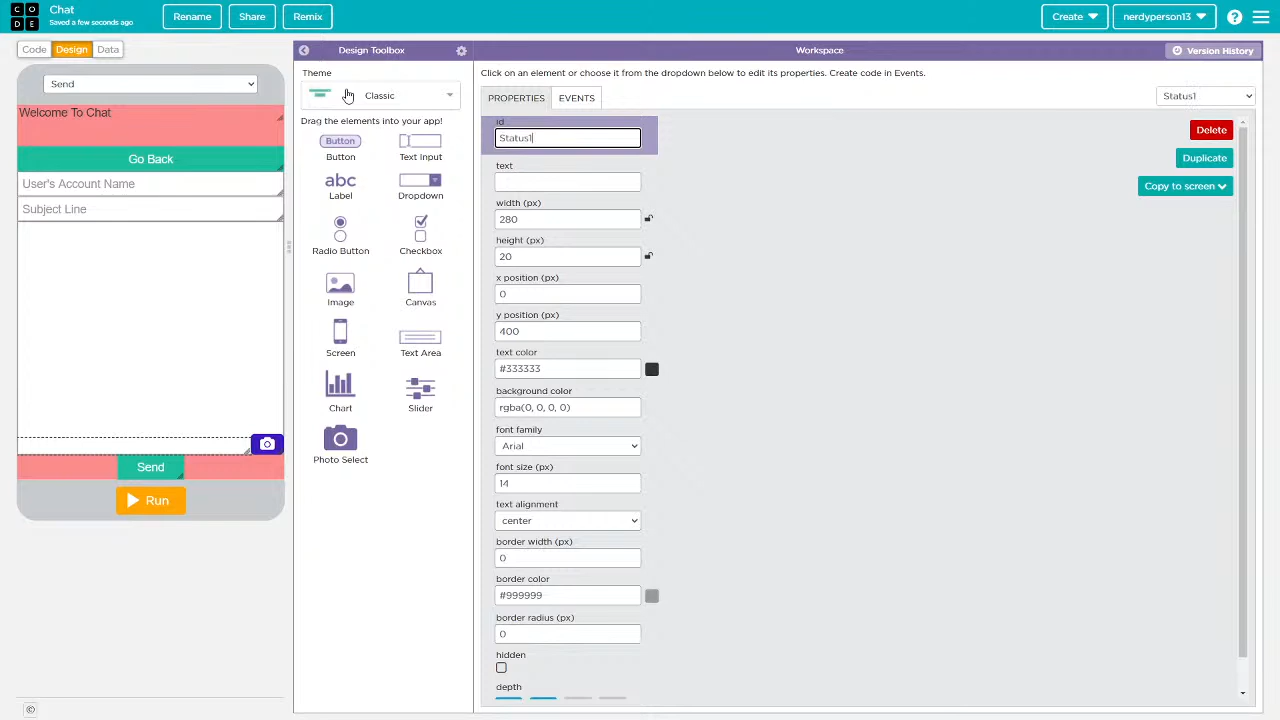 C O
D E
Chat
Saved a few seconds ago
Rename
Share
Remix
Create
nerdyperson13
?
Code
Design
Data
Design Toolbox
Workspace
Version History
Send
Welcome To Chat
Go Back
User's Account Name
Subject Line
Send
Run
Theme
Classic
Drag the elements into your app!
Button
Button
Text Input
abc
Label
Dropdown
Radio Button
Checkbox
Image
Canvas
Screen
Text Area
Chart
Slider
Photo Select
Click on an element or choose it from the dropdown below to edit its properties. Create code in Events.
PROPERTIES
EVENTS
Status1
id
Status1
text
width (px)
280
height (px)
20
x position (px)
0
y position (px)
400
text color
#333333
background color
rgba(0, 0, 0, 0)
font family
Arial
font size (px)
14
text alignment
center
border width (px)
0
border color
#999999
border radius (px)
0
hidden
depth
Delete
Duplicate
Copy to screen
©